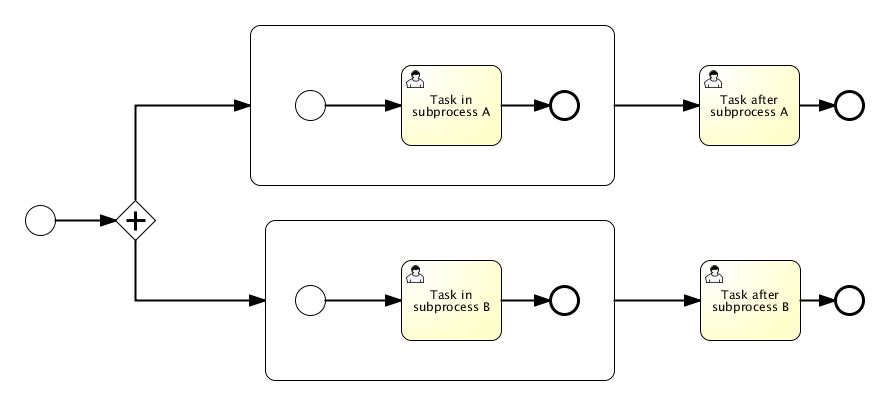 Task in
subprocess A
Task after
subprocess A
Task in
subprocess B
Task after
subprocess B